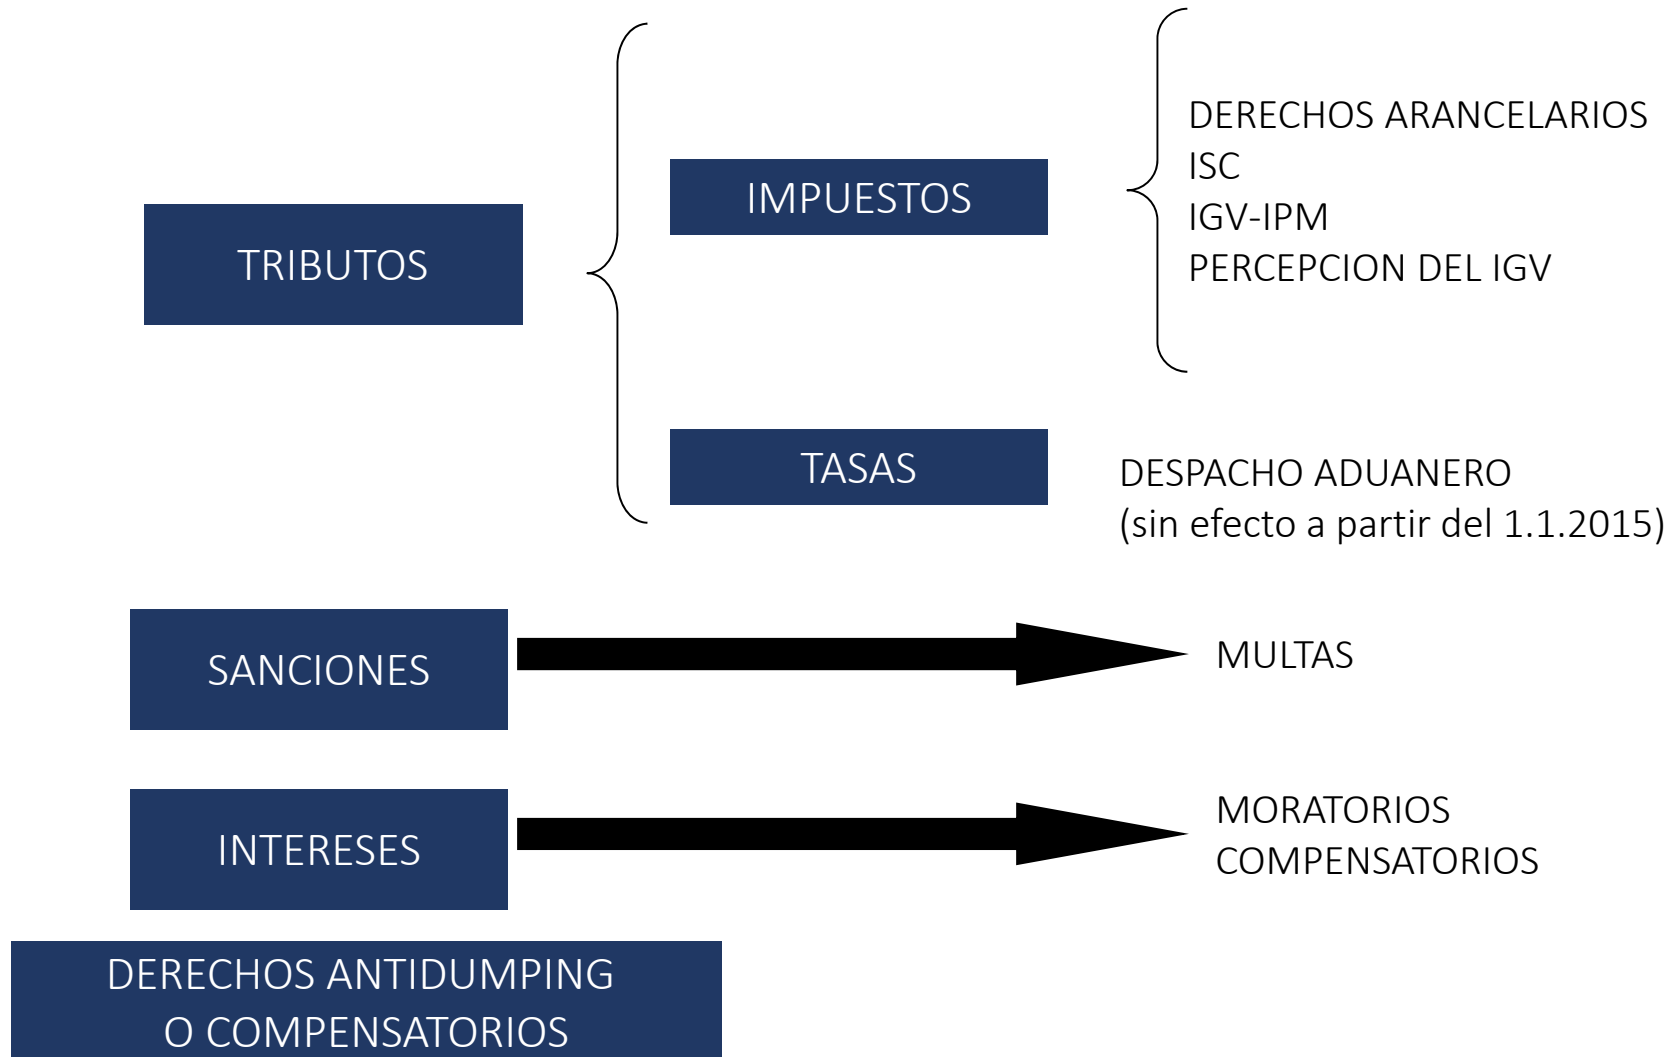 TRIBUTOS
IMPUESTOS
DERECHOS ARANCELARIOS
ISC
IGV-IPM
PERCEPCION DEL IGV
TASAS
DESPACHO ADUANERO
(sin efecto a partir del 1.1.2015)
SANCIONES
MULTAS
INTERESES
MORATORIOS
COMPENSATORIOS
DERECHOS ANTIDUMPING
O COMPENSATORIOS